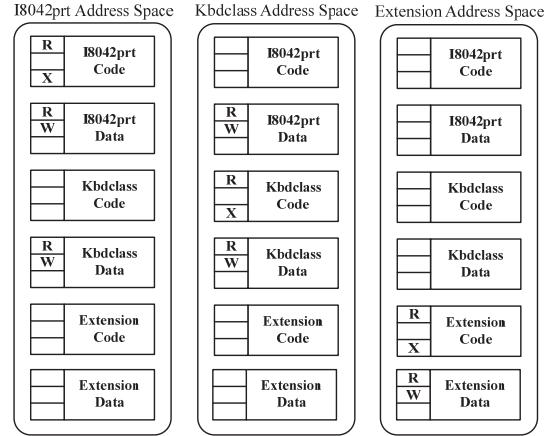 I8042prt Address Space
R
X
I8042prt
Code
R
W
I8042prt
Data
Kbdclass
Code
R
W
Kbdclass
Data
Extension
Code
Extension
Data
Kbdclass Address Space
I8042prt
Code
R
W
I8042prt
Data
R
X
Kbdclass
Code
R
W
Kbdclass
Data
Extension
Code
Extension
Data
Extension Address Space
I8042prt
Code
I8042prt
Data
Kbdclass
Code
Kbdclass
Data
R
X
Extension
Code
R
W
Extension
Data